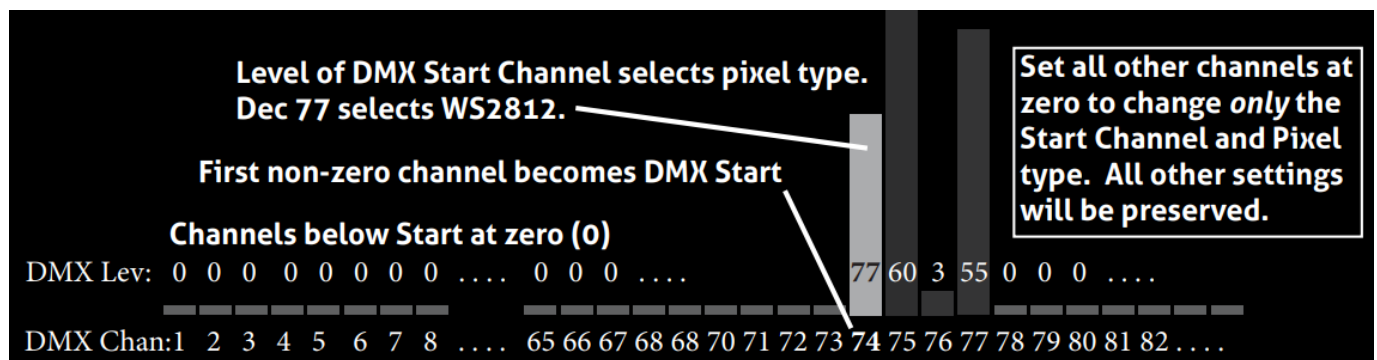 Level of DMX Start Channel selects pixel type.
Dec 77 selects WS2812.
First non-zero channel becomes DMX Start
Channels below Start at zero (0)
Set all other channels at
zero to change only the
Start Channel and Pixel
type. All other settings
will be preserved.
DMX Lev: 0 0 0 0 0 0 0 0 .... 0 0 0 .... 77 60 3 55 0 0 0 ....
DMX Chan:1 2 3 4 5 6 7 8 .... 65 66 67 68 68 70 71 72 73 74 75 76 77 78 79 80 81 82 ....